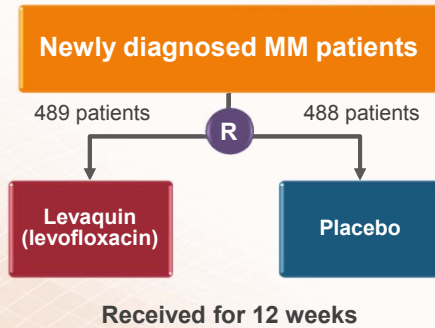 Newly diagnosed MM patients
489 patients
488 patients
R
Levaquin
(levofloxacin)
Placebo
Received for 12 weeks